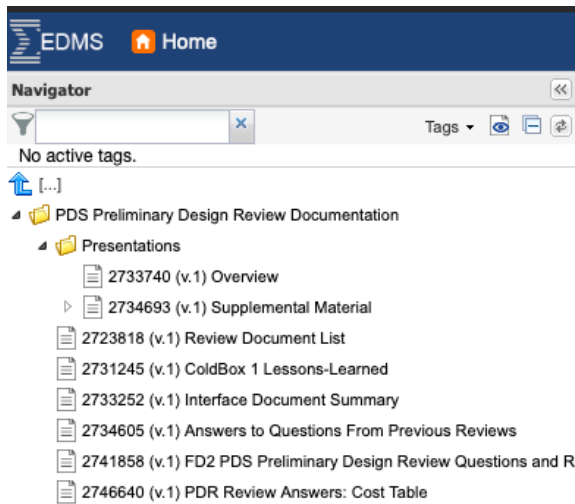 EDMS Home
Navigator
Tags
No active tags.
[...]
PDS Preliminary Design Review Documentation
Presentations
2733740 (v.1) Overview
2734693 (v.1) Supplemental Material
2723818 (v.1) Review Document List
2731245 (v.1) ColdBox 1 Lessons-Learned
2733252 (v.1) Interface Document Summary
2734605 (v.1) Answers to Questions From Previous Reviews
2741858 (v.1) FD2 PDS Preliminary Design Review Questions and R
2746640 (v.1) PDR Review Answers: Cost Table